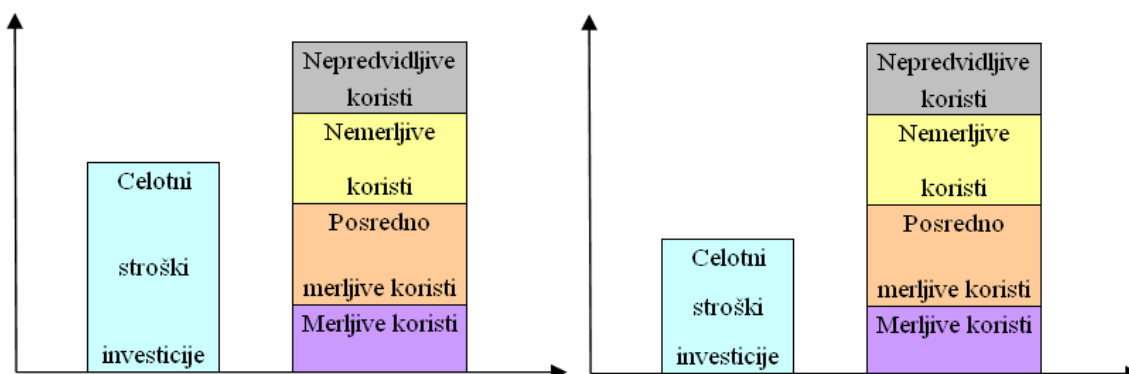 Celotni
stroški
investicije
Nepredvidljive
koristi
Nemerljive
koristi
Posredno
merljive koristi
Merljive koristi
Celotni
stroški
investicije
Nepredvidljive
koristi
Nemerljive
koristi
Posredno
merljive koristi
Merljive koristi